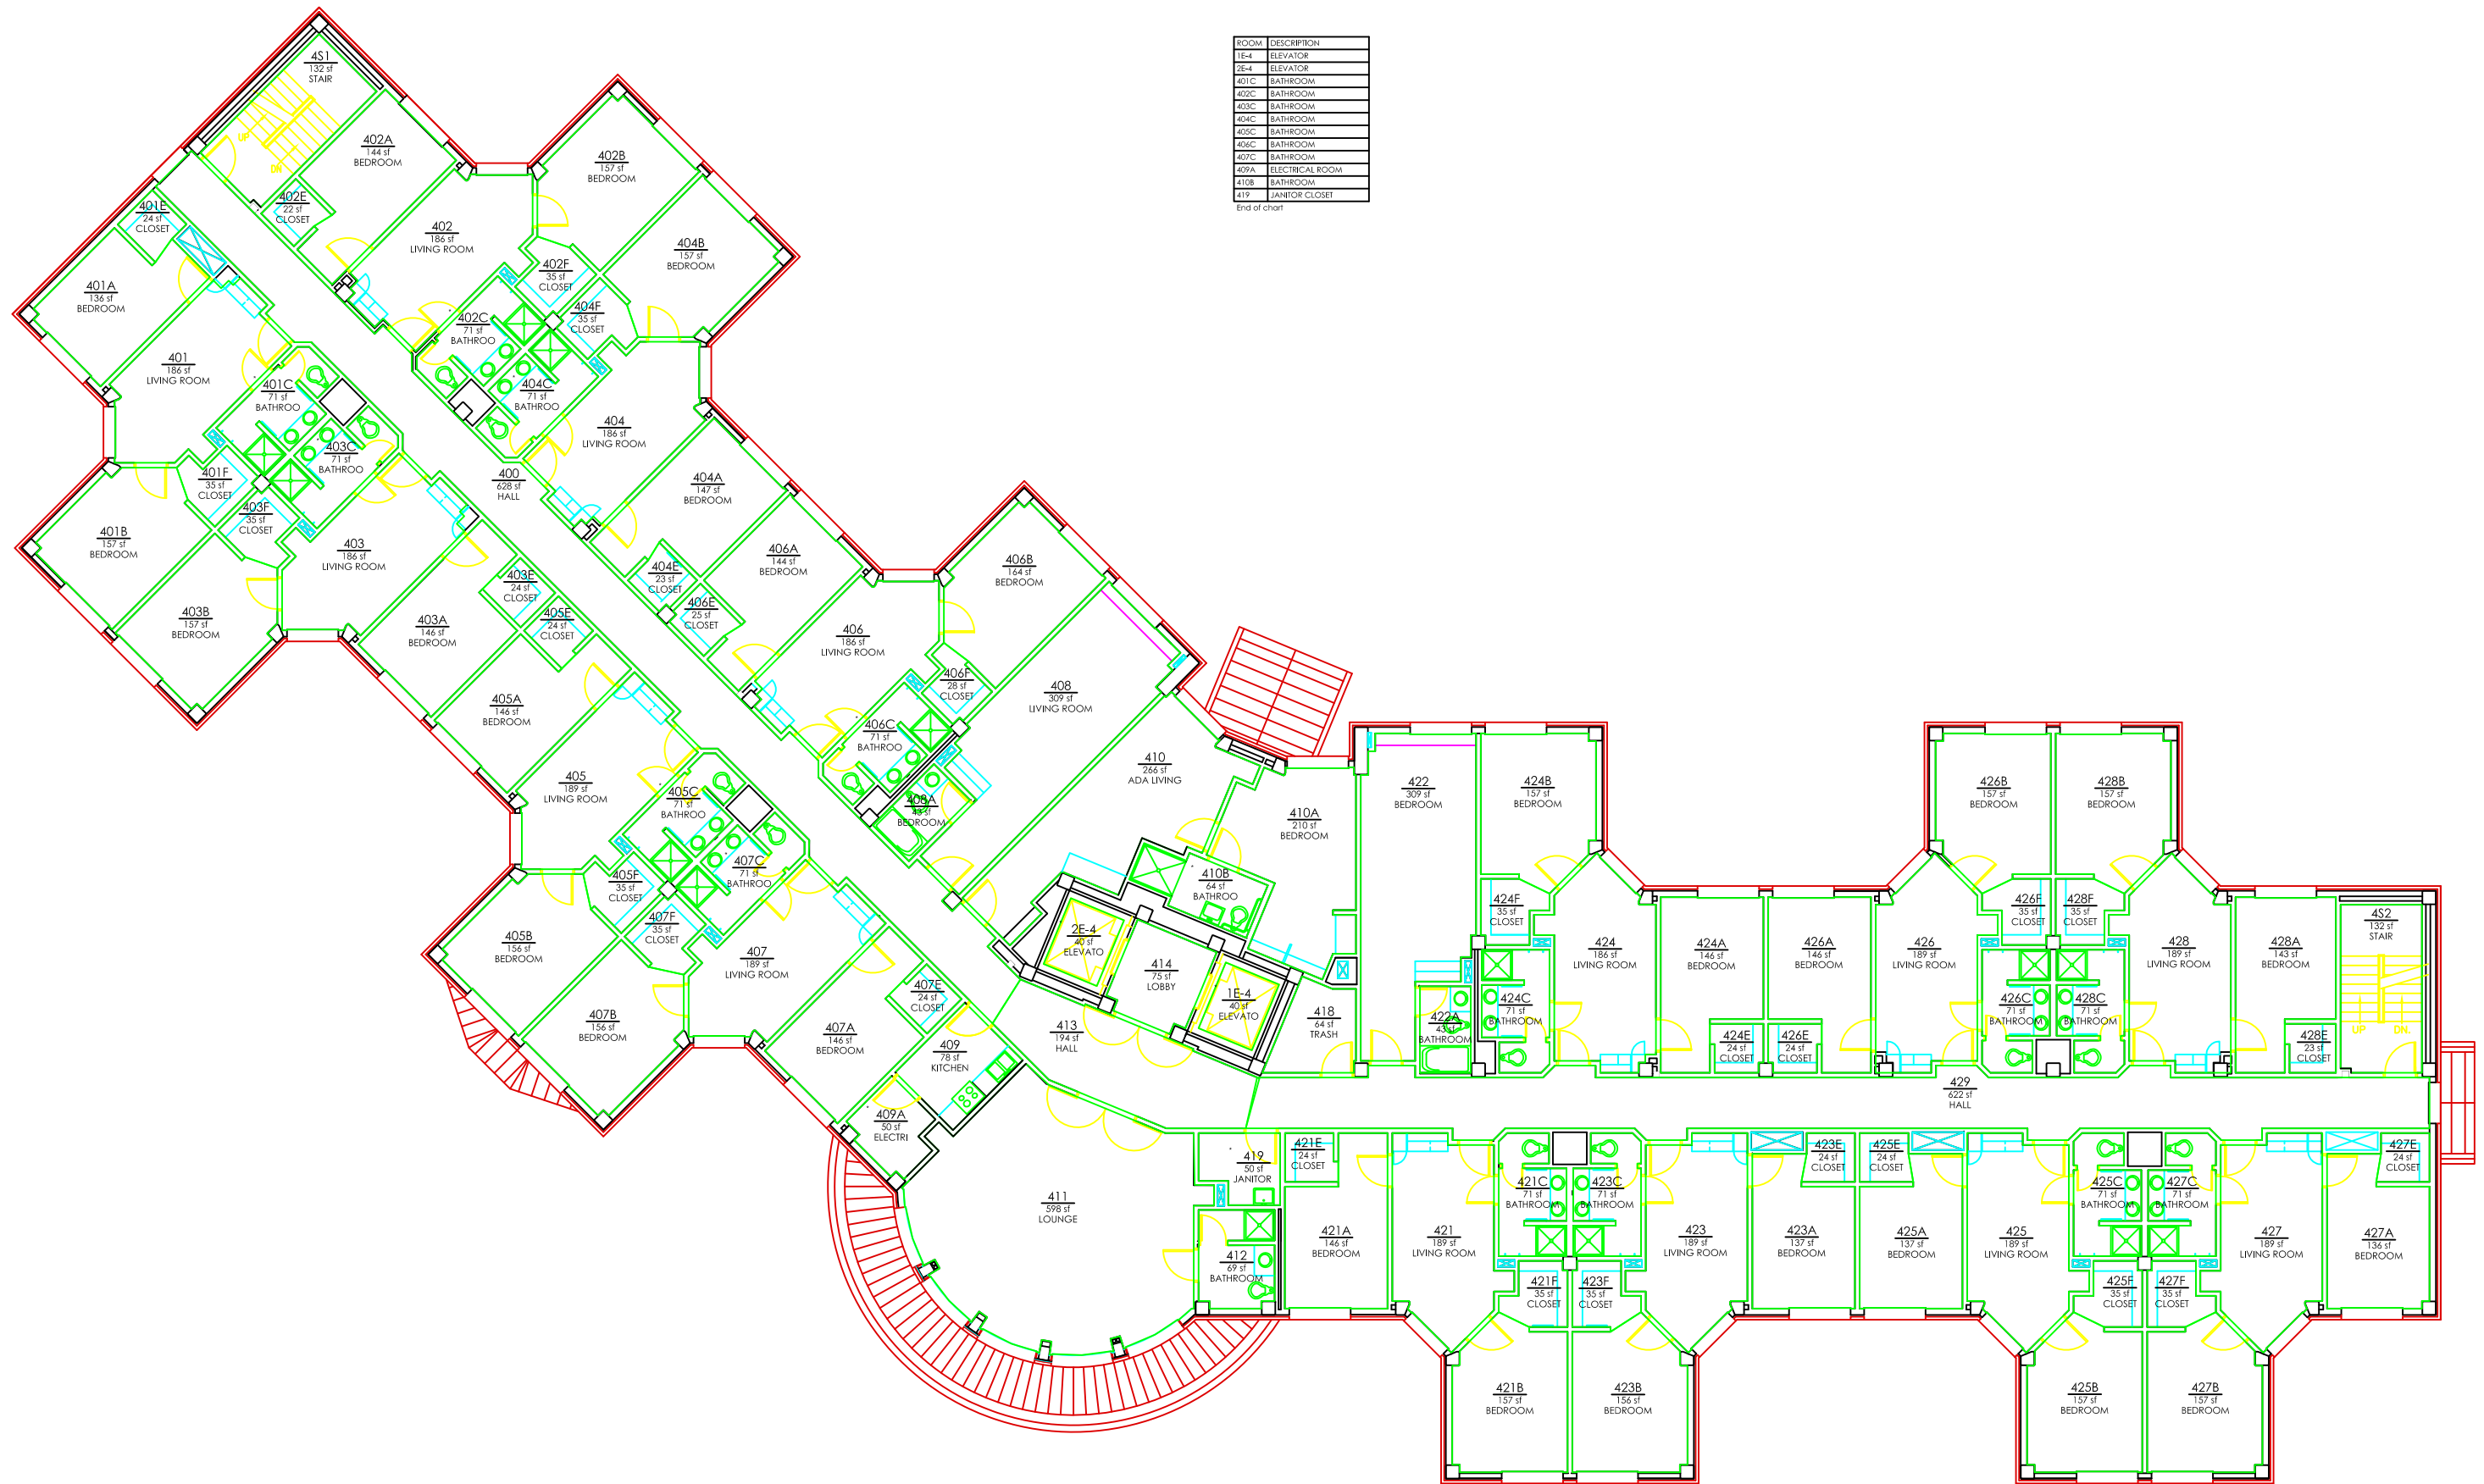 ROOM DESCRIPTION
1E-4 ELEVATOR
2E-4 ELEVATOR
401C BATHROOM
402C BATHROOM
403C BATHROOM
404C BATHROOM
405C BATHROOM
406C BATHROOM
407C BATHROOM
409A ELECTRICAL ROOM
410B BATHROOM
419 JANITOR CLOSET
End of chart
4S1
132 sf
STAIR
UP
DN
402A
144 sf
BEDROOM
402B
157 sf
BEDROOM
402E
22 sf
CLOSET
401E
24 sf
CLOSET
402
186 sf
LIVING ROOM
404B
157 sf
BEDROOM
402F
35 sf
CLOSET
401A
136 sf
BEDROOM
404F
35 sf
CLOSET
402C
71 sf
BATHROO
401
186 sf
LIVING ROOM
401C
71 sf
BATHROO
404C
71 sf
BATHROO
404
186 sf
LIVING ROOM
403C
71 sf
BATHROO
401F
35 sf
CLOSET
400
628 sf
HALL
404A
147 sf
BEDROOM
403F
35 sf
CLOSET
401B
157 sf
BEDROOM
403
186 sf
LIVING ROOM
406A
144 sf
BEDROOM
406B
164 sf
BEDROOM
404E
23 sf
CLOSET
403E
24 sf
CLOSET
406E
25 sf
CLOSET
405E
24 sf
CLOSET
403B
157 sf
BEDROOM
403A
146 sf
BEDROOM
406
186 sf
LIVING ROOM
406F
28 sf
CLOSET
408
309 sf
LIVING ROOM
405A
146 sf
BEDROOM
406C
71 sf
BATHROO
410
266 sf
ADA LIVING
405
189 sf
LIVING ROOM
405C
71 sf
BATHROO
408A
43 sf
BEDROOM
410A
210 sf
BEDROOM
422
309 sf
BEDROOM
424B
157 sf
BEDROOM
426B
157 sf
BEDROOM
428B
157 sf
BEDROOM
407C
71 sf
BATHROO
405F
35 sf
CLOSET
410B
64 sf
BATHROO
407F
35 sf
CLOSET
424F
35 sf
CLOSET
426F
35 sf
CLOSET
428F
35 sf
CLOSET
4S2
132 sf
STAIR
UP
DN.
405B
156 sf
BEDROOM
407
189 sf
LIVING ROOM
2E-4
40 sf
ELEVATO
414
75 sf
LOBBY
424
186 sf
LIVING ROOM
424A
146 sf
BEDROOM
426A
146 sf
BEDROOM
426
189 sf
LIVING ROOM
428
189 sf
LIVING ROOM
428A
143 sf
BEDROOM
407E
24 sf
CLOSET
1E-4
40 sf
ELEVATO
407B
156 sf
BEDROOM
407A
146 sf
BEDROOM
413
194 sf
HALL
418
64 sf
TRASH
422A
43 sf
BATHROOM
424C
71 sf
BATHROOM
426C
71 sf
BATHROOM
428C
71 sf
BATHROOM
424E
24 sf
CLOSET
426E
24 sf
CLOSET
428E
23 sf
CLOSET
409
78 sf
KITCHEN
409A
50 sf
ELECTRI
429
622 sf
HALL
419
50 sf
JANITOR
421E
24 sf
CLOSET
423E
24 sf
CLOSET
425E
24 sf
CLOSET
427E
24 sf
CLOSET
411
598 sf
LOUNGE
421C
71 sf
BATHROOM
423C
71 sf
BATHROOM
425C
71 sf
BATHROOM
427C
71 sf
BATHROOM
421A
146 sf
BEDROOM
421
189 sf
LIVING ROOM
423
189 sf
LIVING ROOM
423A
137 sf
BEDROOM
425A
137 sf
BEDROOM
425
189 sf
LIVING ROOM
427
189 sf
LIVING ROOM
427A
136 sf
BEDROOM
412
69 sf
BATHROOM
421F
35 sf
CLOSET
423F
35 sf
CLOSET
425F
35 sf
CLOSET
427F
35 sf
CLOSET
421B
157 sf
BEDROOM
423B
156 sf
BEDROOM
425B
157 sf
BEDROOM
427B
157 sf
BEDROOM